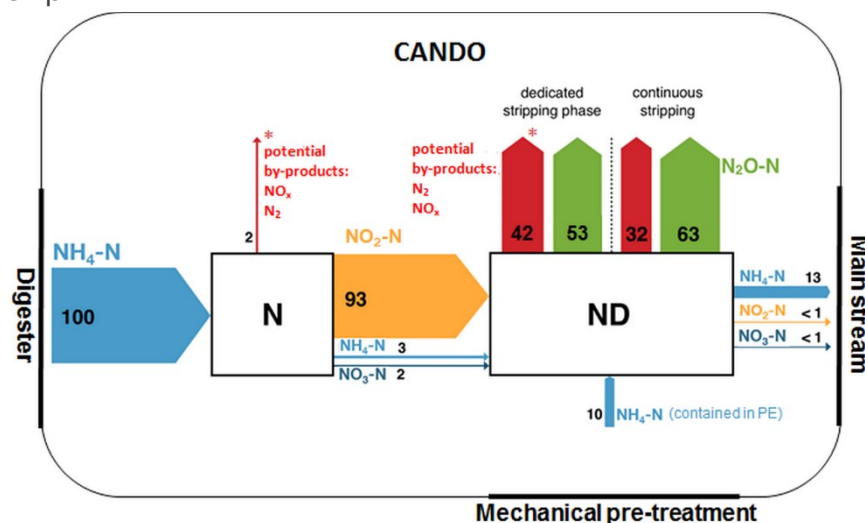 CANDO
dedicated
stripping phase
continuous
stripping
*
potential
by-products:
NOx
N2
2
potential
by-products:
N2
NOx
*
42
53
32
63
N2O-N
NH4-N
100
N
NO2-N
93
NH4-N 3
NO3-N 2
ND
NH4-N 13
NO2-N < 1
NO3-N < 1
10 NH4-N (contained in PE)
Digester
Main stream
Mechanical pre-treatment